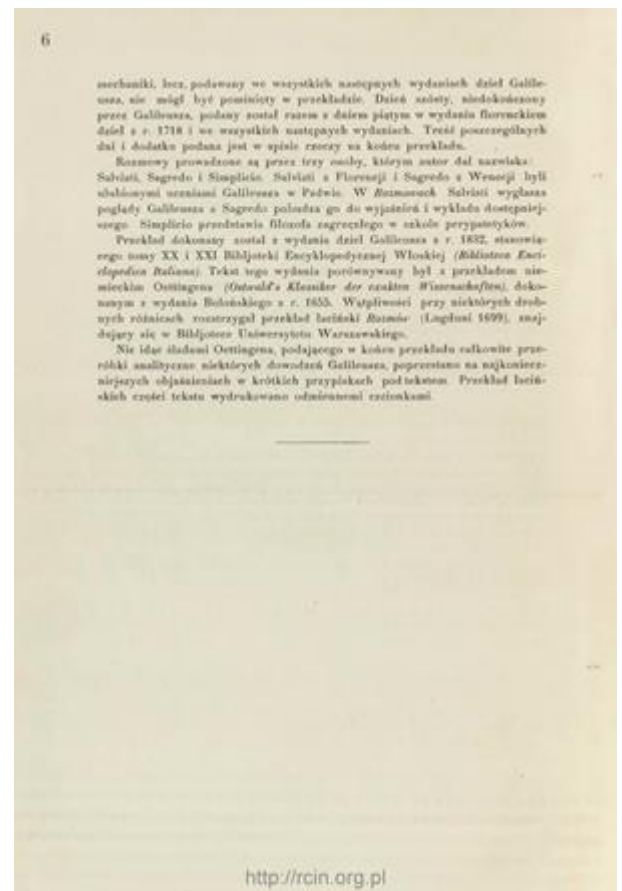 6
mechaniki, lecz, podawany we wszystkich następnych wydaniach dzieł Galile-
usza, nie mógł być pominięty w przekładzie. Dzień szósty, niedokończony
przez Galileusza, podany został razem z dniem piątym w wydaniu florenckiem
dzieł z r. 1718 i we wszystkich następnych wydaniach. Treść poszczególnych
dni i dodatku podana jest w spisie rzeczy na końcu przekładu.
Rozmowy prowadzone są przez trzy osoby, którym autor dał nazwiska:
Salviati, Sagredo i Simplicio. Salviati z Florencji i Sagredo z Wenecji byli
ulubionymi uczniami Galileusza w Padwie. W Rozmowach Salviati wygłasza
poglądy Galileusza a Sagredo pobudza go do wyjaśnień i wykładu dostępniej-
szego. Simplicio przedstawia filozofa zagrzęzłego w szkole perypatetyków.
Przekład dokonany został z wydania dzieł Galileusza z r. 1832, stanowią-
cego tomy XX i XXI Bibljoteki Encyklopedycznej Włoskiej (Biblioteca Enci-
clopedica Italiana). Tekst tego wydania porównywany był z przekładem nie-
mieckim Oettingena (Ostwald's Klassiker der exakten Wissenschaften), doko-
nanym z wydania Bolońskiego z r. 1655. Wątpliwości przy niektórych drob-
nych różnicach rozstrzygał przekład łaciński Rozmów (Lugduni 1699), znaj-
dujący się w Bibljotece Uniwersytetu Warszawskiego.
Nie idąc śladami Oettingena, podającego w końcu przekładu całkowite prze-
róbki analityczne niektórych dowodzeń Galileusza, poprzestano na najkoniecz-
niejszych objaśnieniach w krótkich przypiskach pod tekstem. Przekład łaciń-
skich części tekstu wydrukowano odmiennemi czcionkami.
http://rcin.org.pl